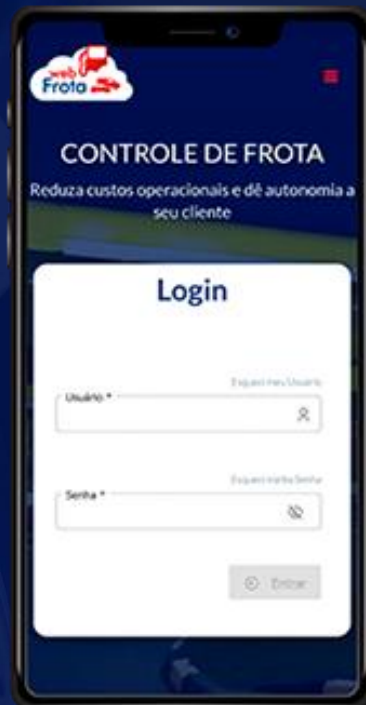 web
Frota
CONTROLE DE FROTA
Reduza custos operacionais e dê autonomia a
seu cliente
Login
Esqueci meu Usuário
Usuário *
Esqueci minha Senha
Senha *
Entrar